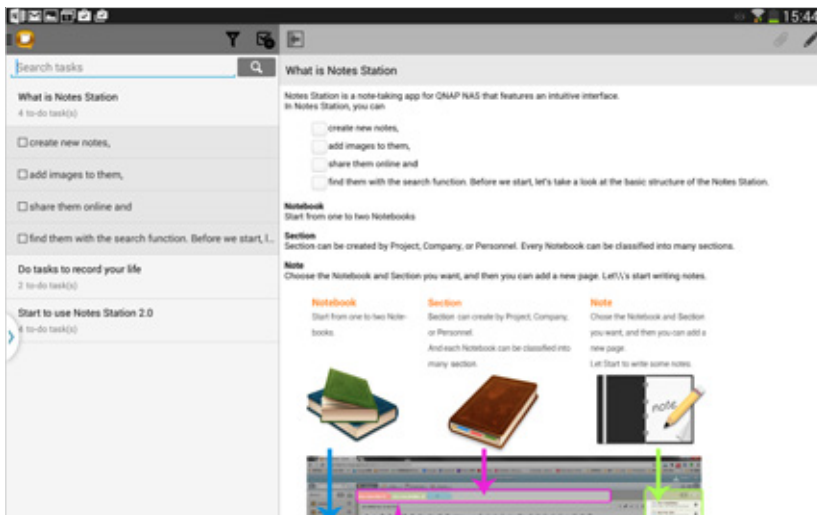 15:44
Search tasks
What is Notes Station
4 to-do task(s)
create new notes,
add images to them,
share them online and
find them with the search function. Before we start, l...
Do tasks to record your life
2 to-do task(s)
Start to use Notes Station 2.0
4 to-do task(s)
What is Notes Station
Notes Station is a note-taking app for QNAP NAS that features an intuitive interface.
In Notes Station, you can
create new notes,
add images to them,
share them online and
find them with the search function. Before we start, let's take a look at the basic structure of the Notes Station.
Notebook
Start from one to two Notebooks
Section
Section can be created by Project, Company, or Personnel. Every Notebook can be classified into many sections.
Note
Choose the Notebook and Section you want, and then you can add a new page. Let\\'s start writing notes.
Notebook
Start from one to two Note-
books.
Section
Section can create by Project, Company,
or Personnel.
And each Notebook can be classified into
many section.
Note
Chose the Notebook and Section
you want, and then you can add a
new page.
Let Start to write some notes.
note